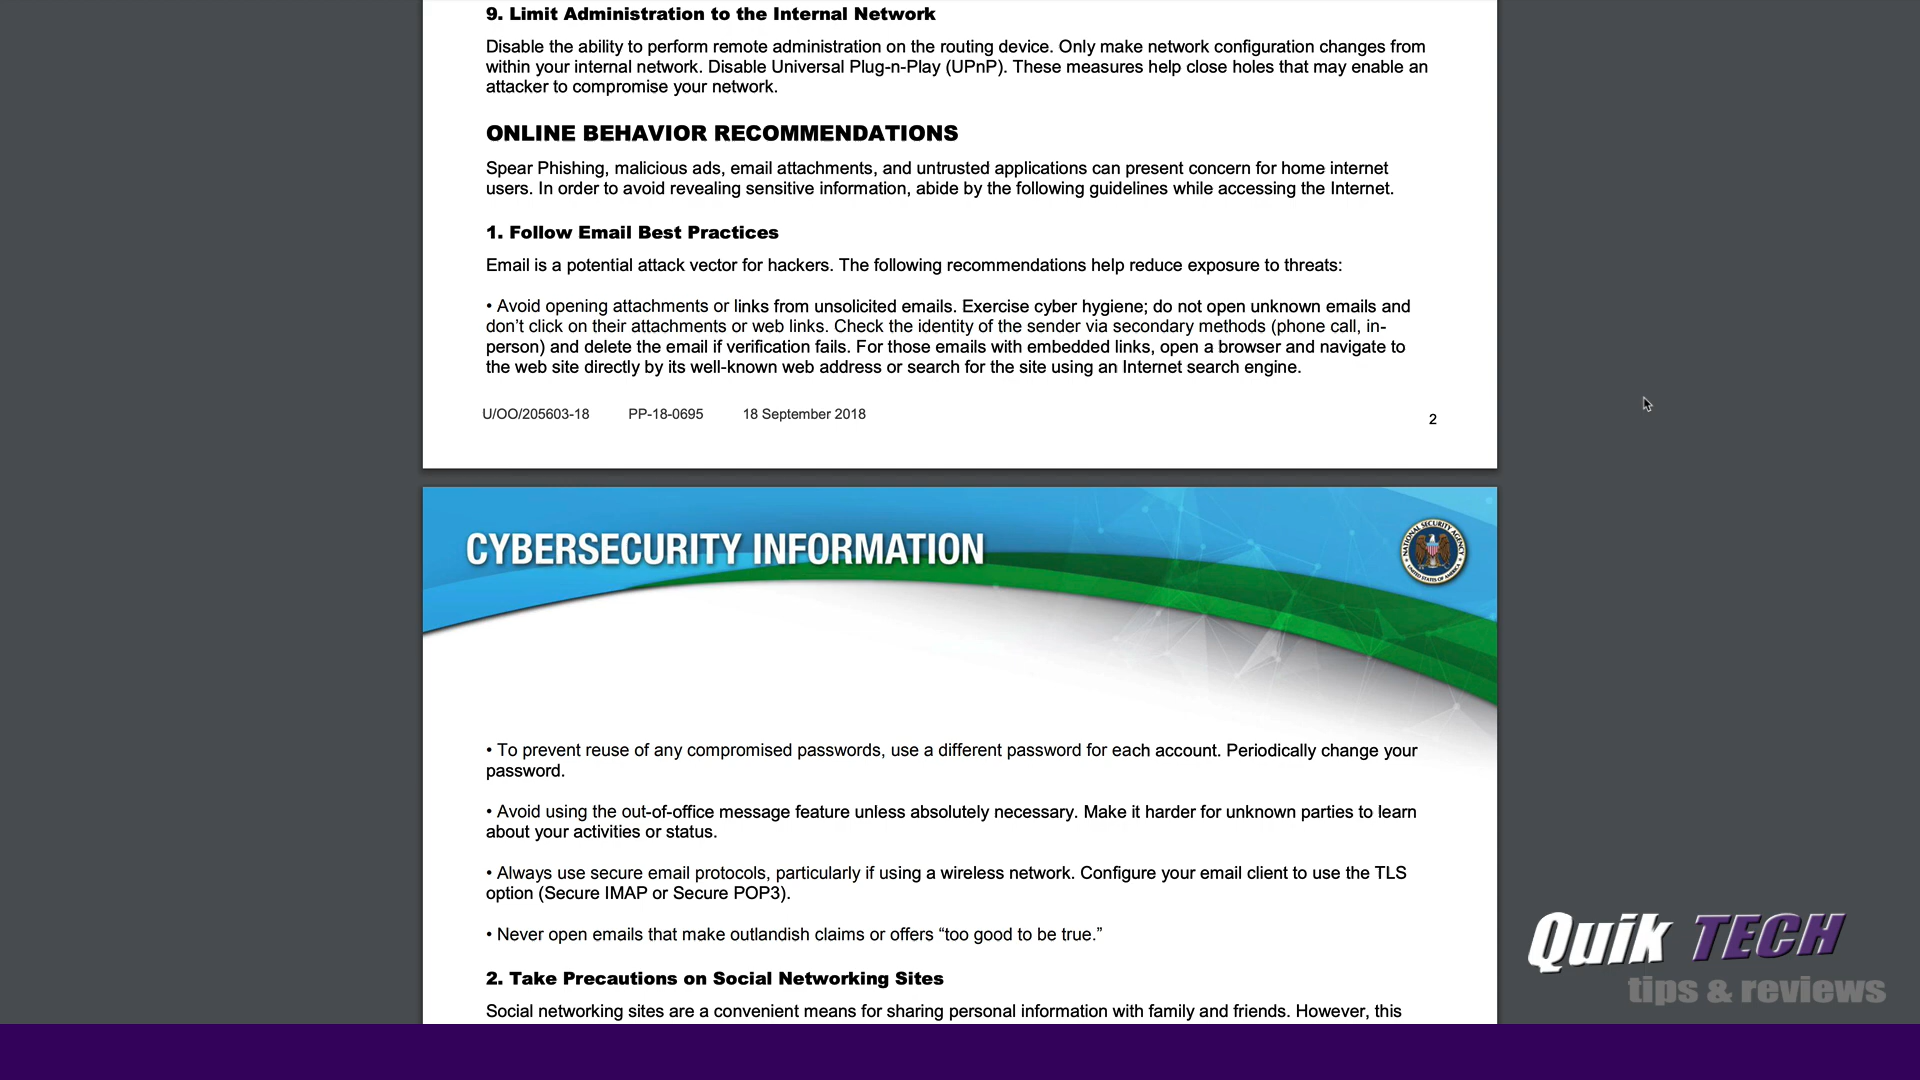 9. Limit Administration to the Internal Network
Disable the ability to perform remote administration on the routing device. Only make network configuration changes from
within your internal network. Disable Universal Plug-n-Play (UPnP). These measures help close holes that may enable an
attacker to compromise your network.
ONLINE BEHAVIOR RECOMMENDATIONS
Spear Phishing, malicious ads, email attachments, and untrusted applications can present concern for home internet
users. In order to avoid revealing sensitive information, abide by the following guidelines while accessing the Internet.
1. Follow Email Best Practices
Email is a potential attack vector for hackers. The following recommendations help reduce exposure to threats:
• Avoid opening attachments or links from unsolicited emails. Exercise cyber hygiene; do not open unknown emails and
don’t click on their attachments or web links. Check the identity of the sender via secondary methods (phone call, in-
person) and delete the email if verification fails. For those emails with embedded links, open a browser and navigate to
the web site directly by its well-known web address or search for the site using an Internet search engine.
U/OO/205603-18 PP-18-0695 18 September 2018
2
CYBERSECURITY INFORMATION
NATIONAL SECURITY AGENCY
UNITED STATES OF AMERICA
• To prevent reuse of any compromised passwords, use a different password for each account. Periodically change your
password.
• Avoid using the out-of-office message feature unless absolutely necessary. Make it harder for unknown parties to learn
about your activities or status.
• Always use secure email protocols, particularly if using a wireless network. Configure your email client to use the TLS
option (Secure IMAP or Secure POP3).
• Never open emails that make outlandish claims or offers “too good to be true.”
2. Take Precautions on Social Networking Sites
Social networking sites are a convenient means for sharing personal information with family and friends. However, this
Quik TECH
tips & reviews